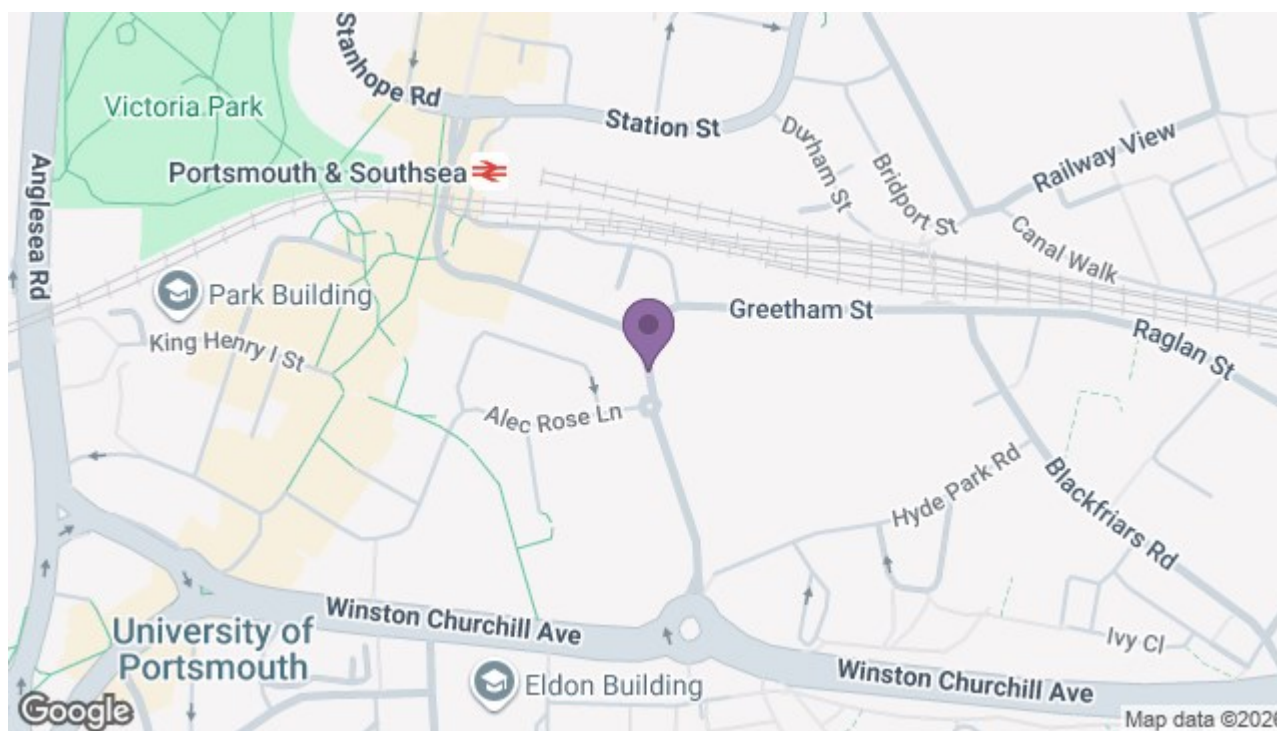 Stanhope Rd
Victoria Park
Station St
Durham St
Bridport St
Railway View
Portsmouth & Southsea
Anglesea Rd
Canal Walk
Park Building
Greetham St
King Henry I St
Raglan St
Alec Rose Ln
Hyde Park Rd
Blackfriars Rd
Winston Churchill Ave
University of
Portsmouth
Ivy Cl
Eldon Building
Winston Churchill Ave
Google
Map data ©2026